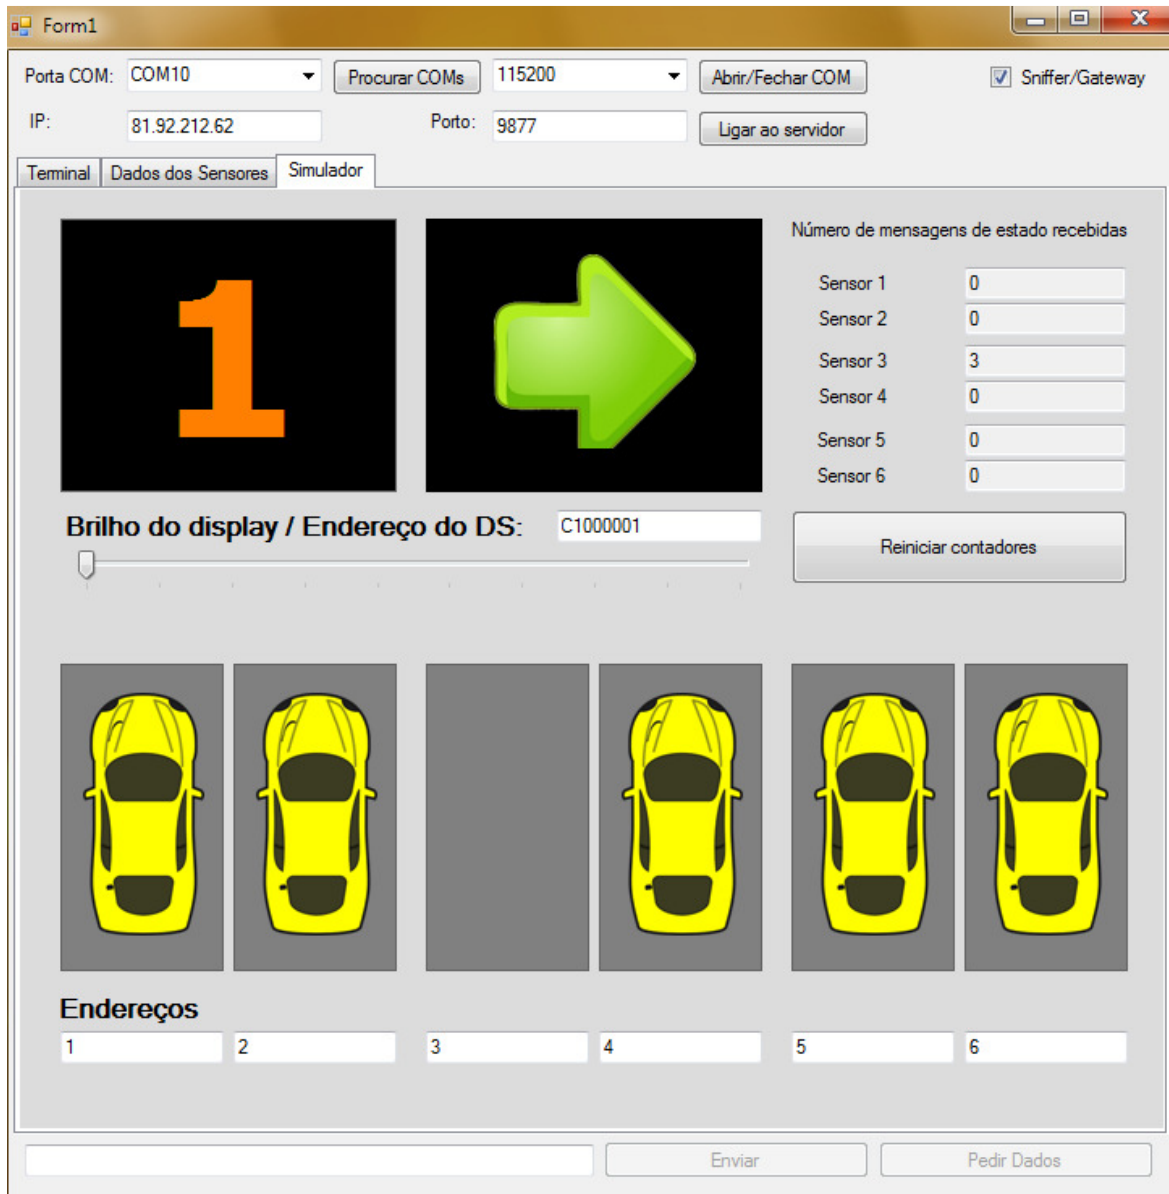 Form1
Porta COM: COM10 Procurar COMs 115200 Abrir/Fechar COM Sniffer/Gateway
IP: 81.92.212.62 Porto: 9877 Ligar ao servidor
Terminal Dados dos Sensores Simulador
1
Número de mensagens de estado recebidas
Sensor 1 0
Sensor 2 0
Sensor 3 3
Sensor 4 0
Sensor 5 0
Sensor 6 0
Brilho do display / Endereço do DS: C1000001
Reiniciar contadores
Endereços
1 2 3 4 5 6
Enviar Pedir Dados